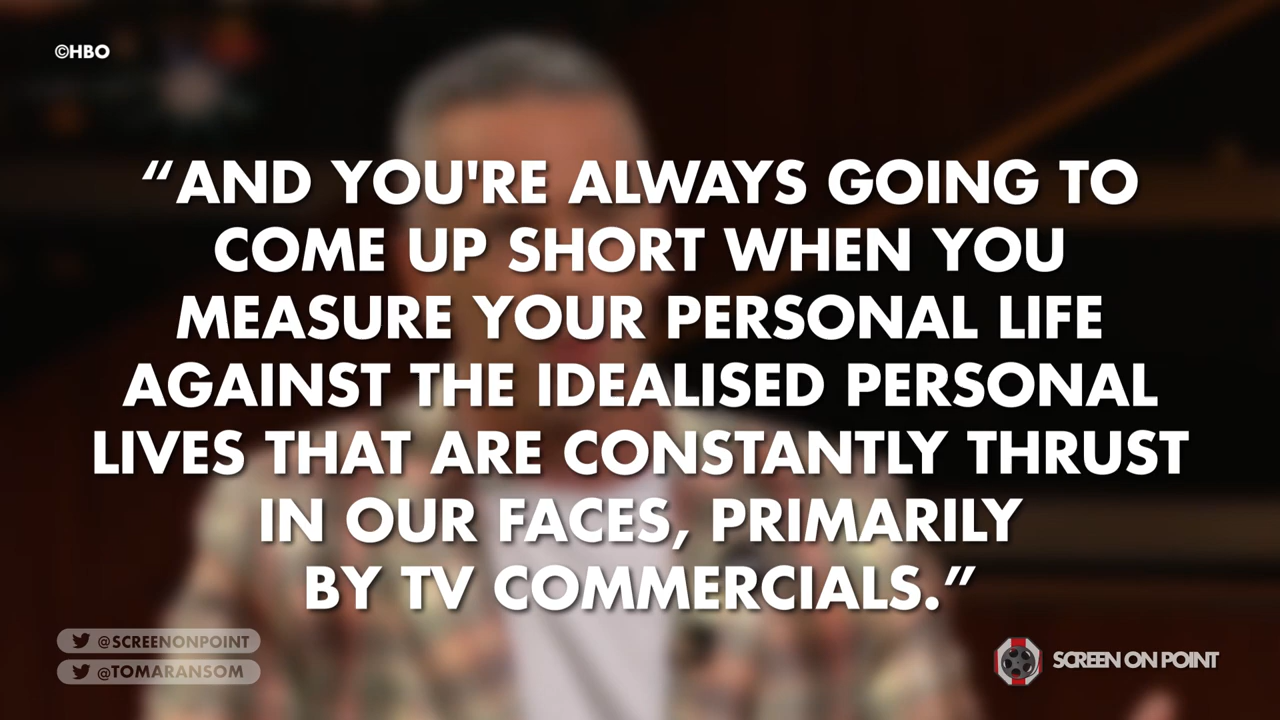 ©HBO
“AND YOU'RE ALWAYS GOING TO
COME UP SHORT WHEN YOU
MEASURE YOUR PERSONAL LIFE
AGAINST THE IDEALISED PERSONAL
LIVES THAT ARE CONSTANTLY THRUST
IN OUR FACES, PRIMARILY
BY TV COMMERCIALS.”
@SCREENONPOINT
@TOMARANSOM
SCREEN ON POINT